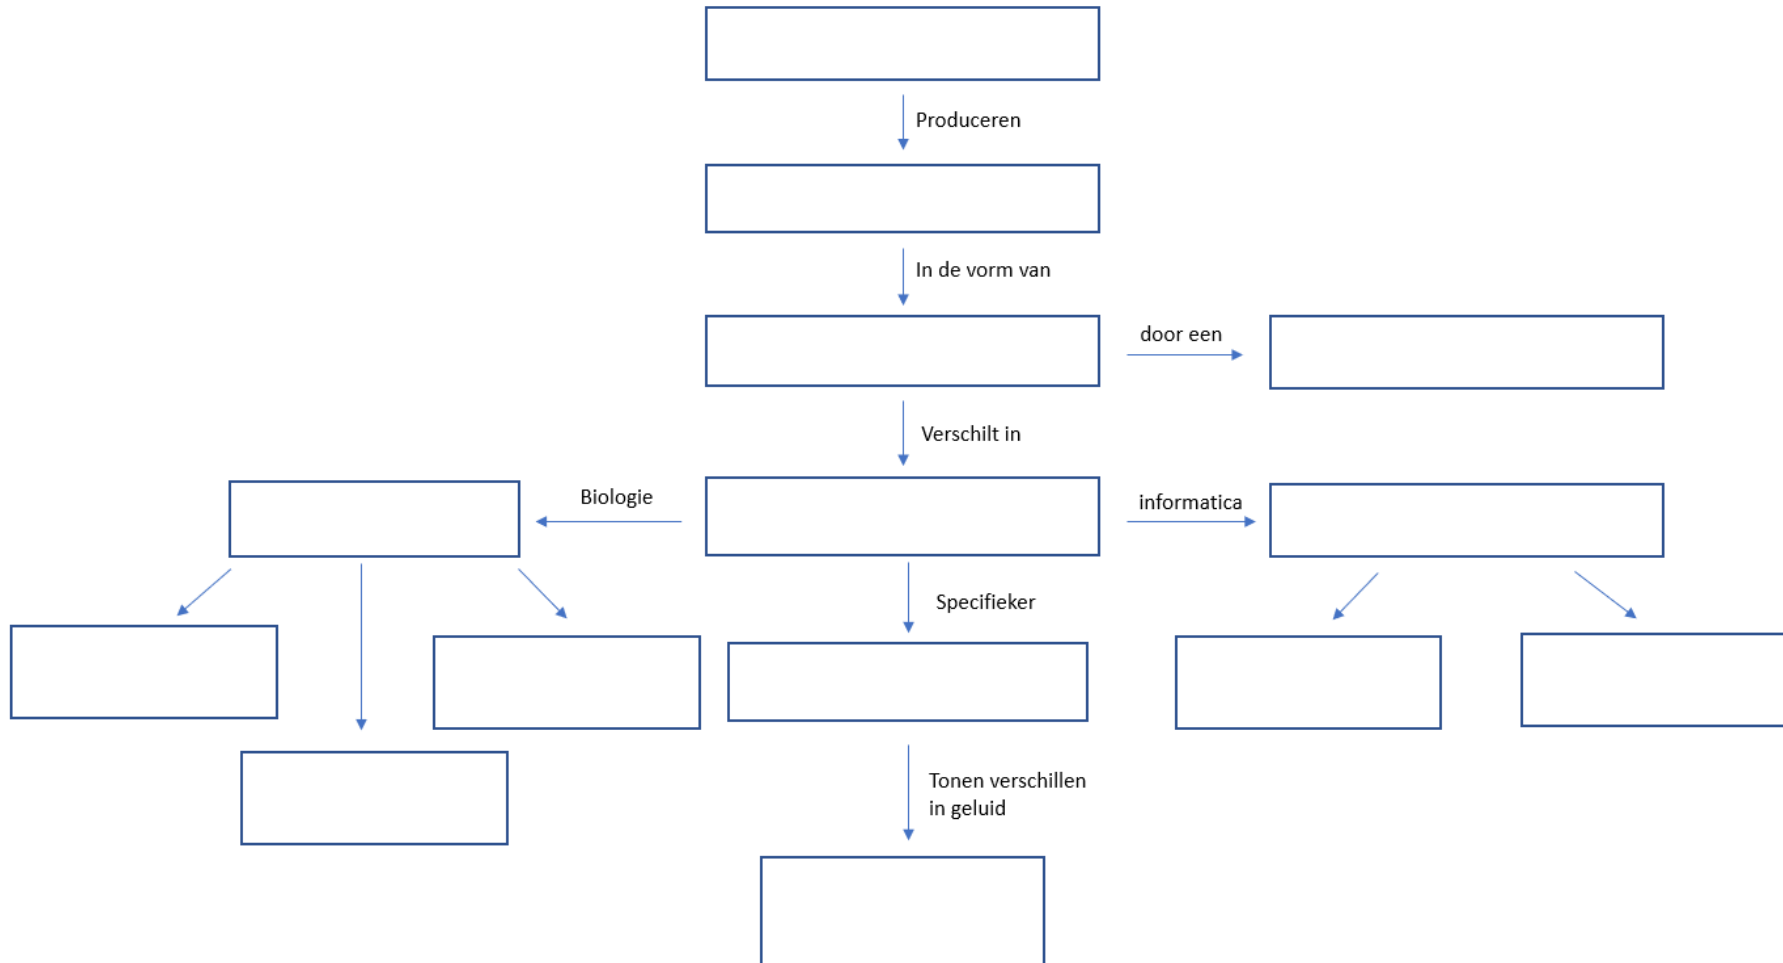 Produceren
In de vorm van
door een
Verschilt in
Biologie
informatica
Specifieker
Tonen verschillen
in geluid